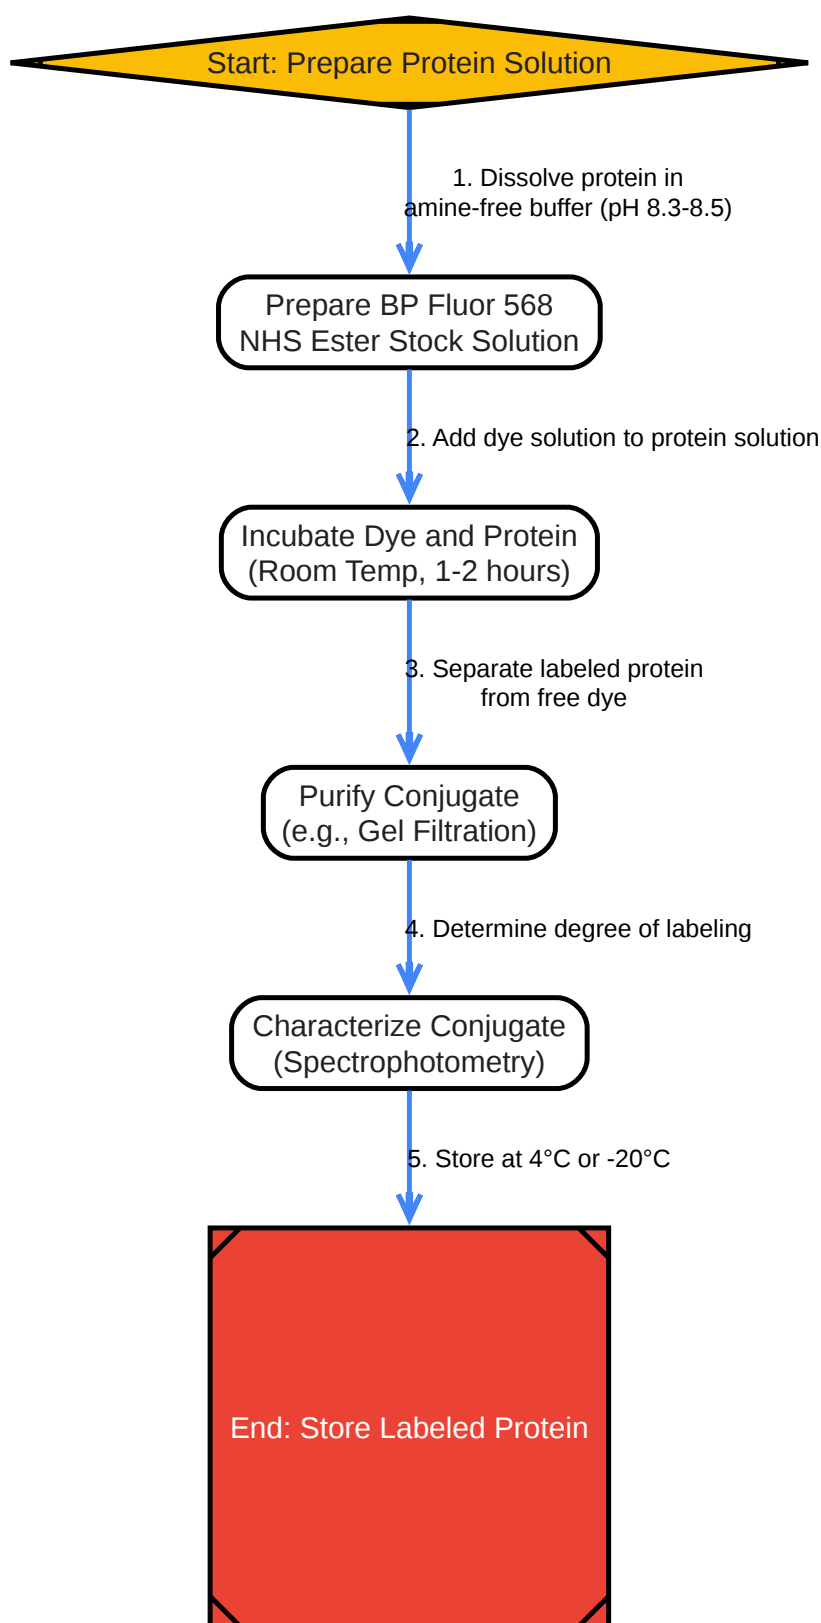 Start: Prepare Protein Solution
1. Dissolve protein in
amine-free buffer (pH 8.3-8.5)
Prepare BP Fluor 568
NHS Ester Stock Solution
2. Add dye solution to protein solution
Incubate Dye and Protein
(Room Temp, 1-2 hours)
3. Separate labeled protein
from free dye
Purify Conjugate
(e.g., Gel Filtration)
4. Determine degree of labeling
Characterize Conjugate
(Spectrophotometry)
5. Store at 4°C or -20°C
End: Store Labeled Protein